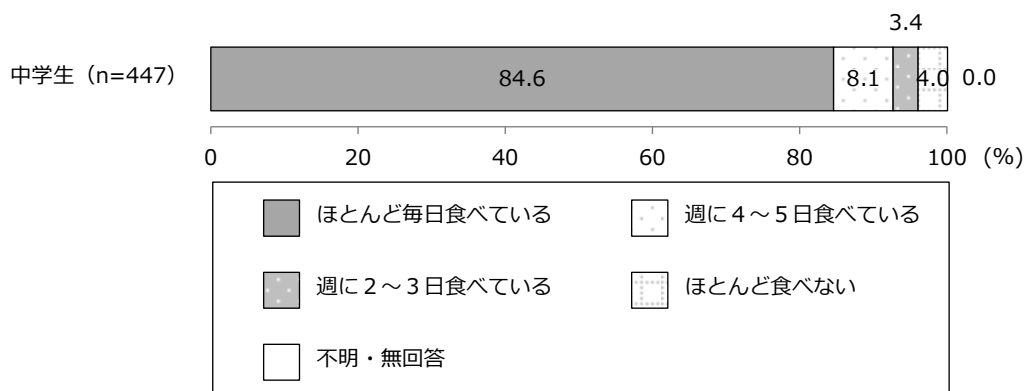 3.4
中学生（n=447）
84.6 8.1 4.0 0.0
0 20 40 60 80 100 (%)
ほとんど毎日食べている 週に４～５日食べている
週に２～３日食べている ほとんど食べない
不明・無回答